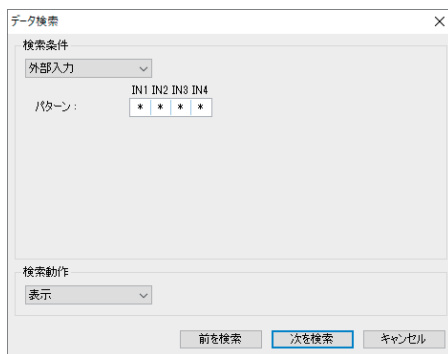 データ検索
検索条件
外部入力
IN1 IN2 IN3 IN4
パターン: * * * *
検索動作
表示
前を検索 次を検索 キャンセル